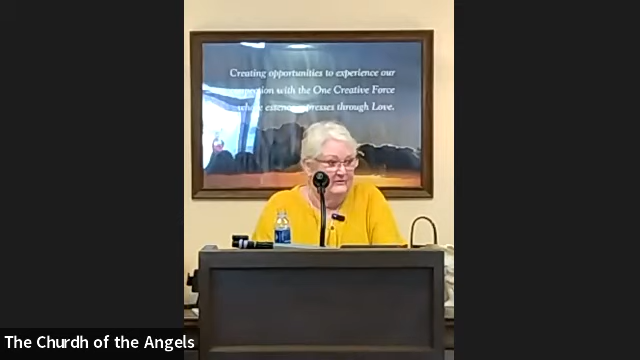 Creating opportunities to experience our
with the One Creative Force
through Love.
The Churdh of the Angels